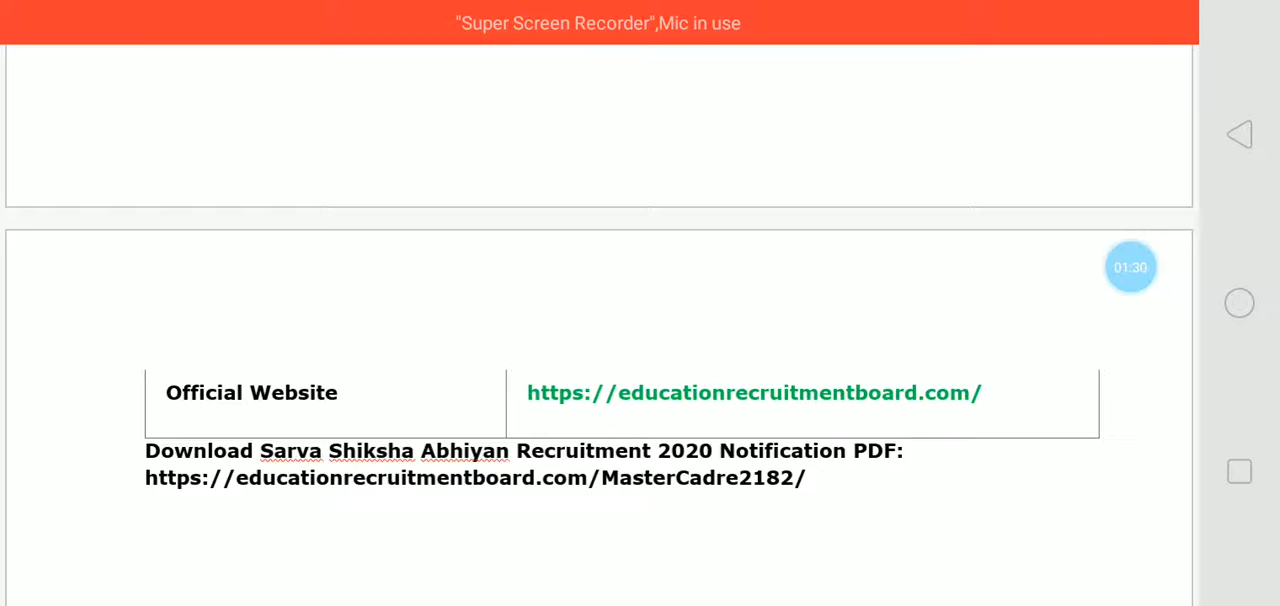 "Super Screen Recorder",Mic in use
01:30
Official Website https://educationrecruitmentboard.com/
Download Sarva Shiksha Abhiyan Recruitment 2020 Notification PDF:
https://educationrecruitmentboard.com/MasterCadre2182/